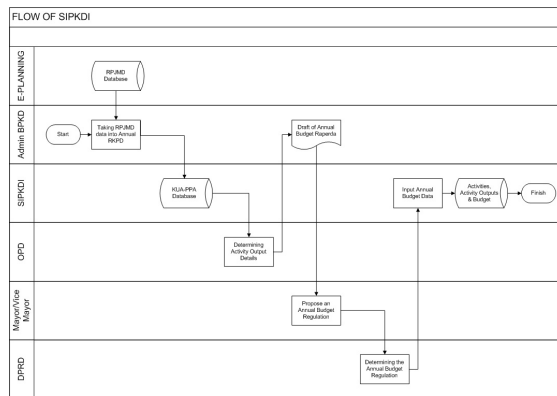 FLOW OF SIPKDI
E-PLANNING
RPJMD
Database
Admin BPKD
Start
Taking RPJMD
data into Annual
RKPD
Draft of Annual
Budget Raperda
SIPKDI
KUA-PPA
Database
Input Annual
Budget Data
Activities,
Activity Outputs
& Budget
Finish
OPD
Determining
Activity Output
Details
Mayor/Vice
Mayor
Propose an
Annual Budget
Regulation
DPRD
Determining the
Annual Budget
Regulation